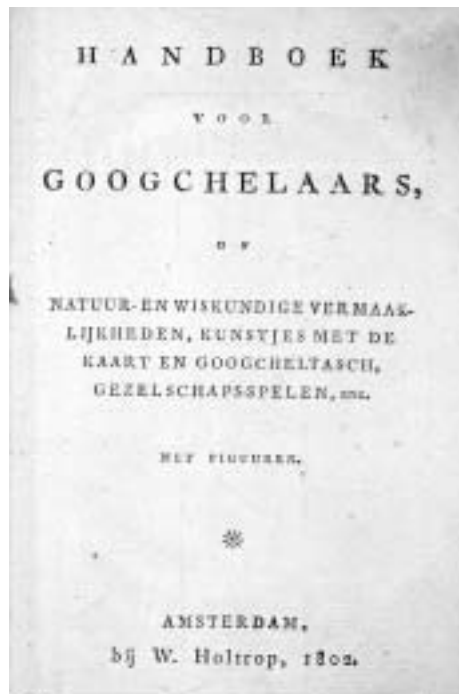 HANDBOEK
VOOR
GOOGCHELAARS,
OF
NATUUR- EN WISKUNDIGE VERMAAK-
LIJKHEDEN, KUNSTJES MET DE
KAART EN GOOGCHELTASCH,
GEZELSCHAPSSPELEN, ENZ.
MET FIGUREN.
AMSTERDAM,
bij W. Holtrop, 1802.